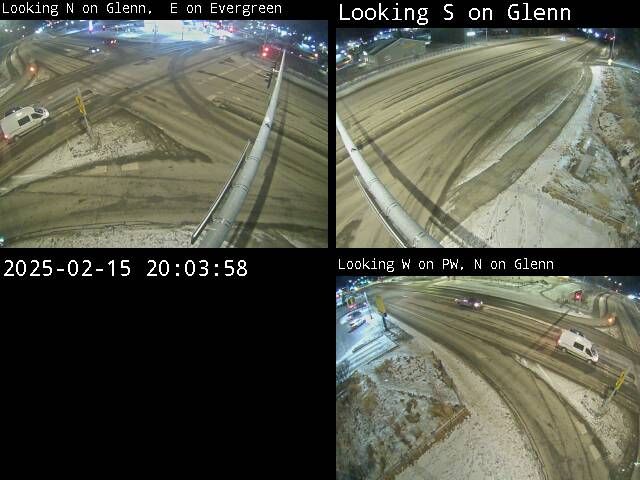 Looking N on Glenn,  E on Evergreen
Looking S on Glenn
2025-02-15 20:03:58
Looking W on PW, N on Glenn